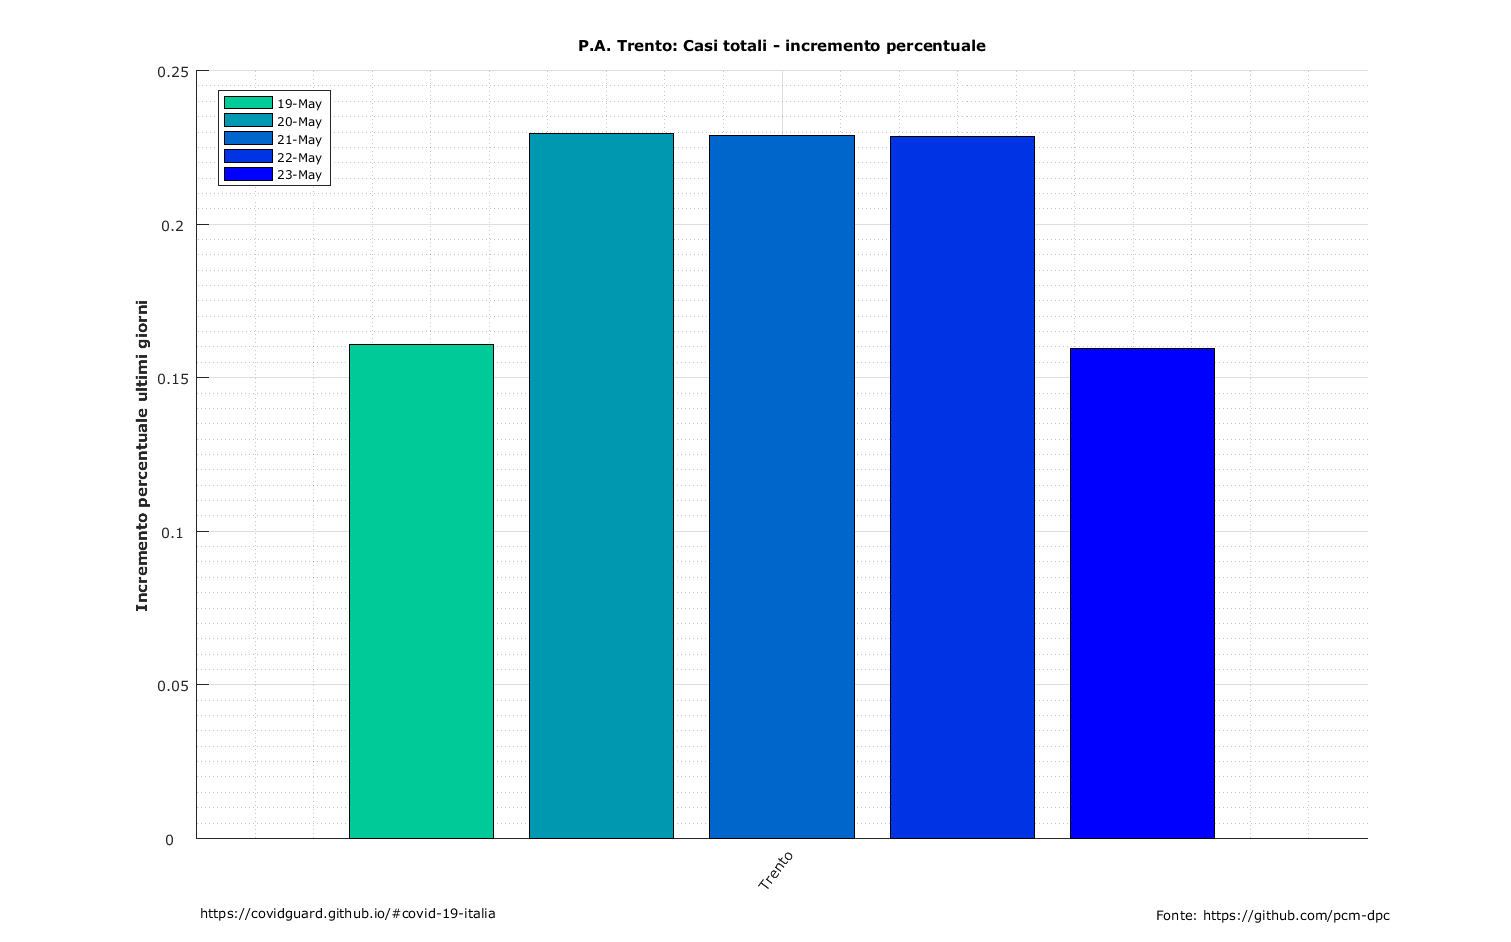 P.A. Trento: Casi totali - incremento percentuale
0.25
0.2
0.15
0.1
0.05
0
Incremento percentuale ultimi giorni
19-May
20-May
21-May
22-May
23-May
Trento
https://covidguard.github.io/#covid-19-italia
Fonte: https://github.com/pcm-dpc